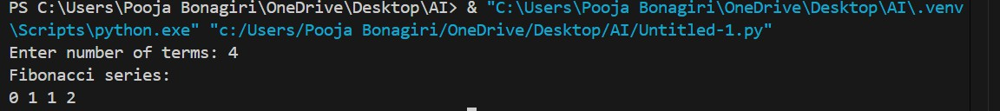 PS C:\Users\Pooja Bonagiri\OneDrive\Desktop\AI> & "C:\Users\Pooja Bonagiri\OneDrive\Desktop\AI\.venv
\Scripts\python.exe" "c:/Users/Pooja Bonagiri/OneDrive/Desktop/AI/Untitled-1.py"
Enter number of terms: 4
Fibonacci series:
0 1 1 2